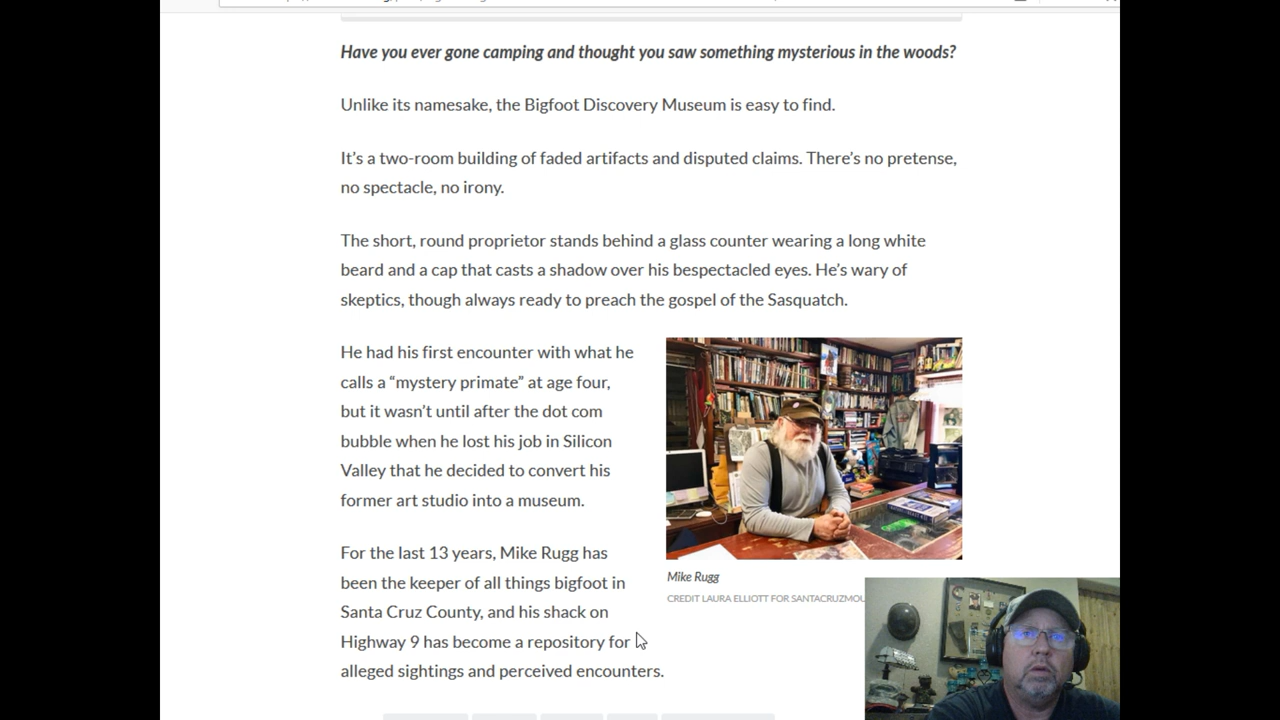 Have you ever gone camping and thought you saw something mysterious in the woods?
Unlike its namesake, the Bigfoot Discovery Museum is easy to find.
It's a two-room building of faded artifacts and disputed claims. There's no pretense,
no spectacle, no irony.
The short, round proprietor stands behind a glass counter wearing a long white
beard and a cap that casts a shadow over his bespectacled eyes. He's wary of
skeptics, though always ready to preach the gospel of the Sasquatch.
He had his first encounter with what he
calls a “mystery primate” at age four,
but it wasn't until after the dot com
bubble when he lost his job in Silicon
Valley that he decided to convert his
former art studio into a museum.
For the last 13 years, Mike Rugg has
been the keeper of all things bigfoot in
Santa Cruz County, and his shack on
Highway 9 has become a repository for
alleged sightings and perceived encounters.
Mike Rugg
CREDIT LAURA ELLIOTT FOR SANTACRUZMOU